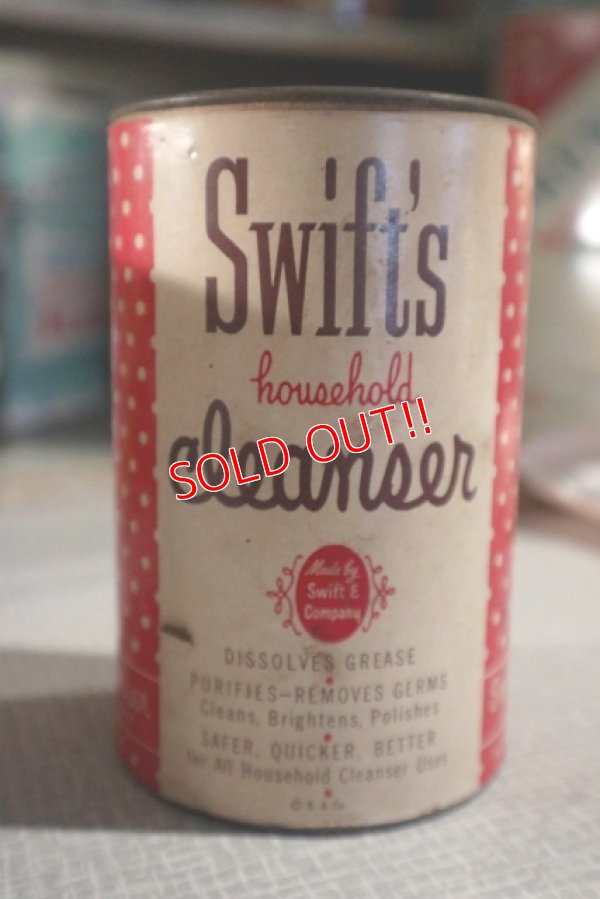 Swift's
household
cleanser
SOLD OUT!!
Made by
Swift &
Company
DISSOLVES GREASE
PURIFIES—REMOVES GERMS
Cleans, Brightens, Polishes
SAFER, QUICKER, BETTER
For All Household Cleanser Uses